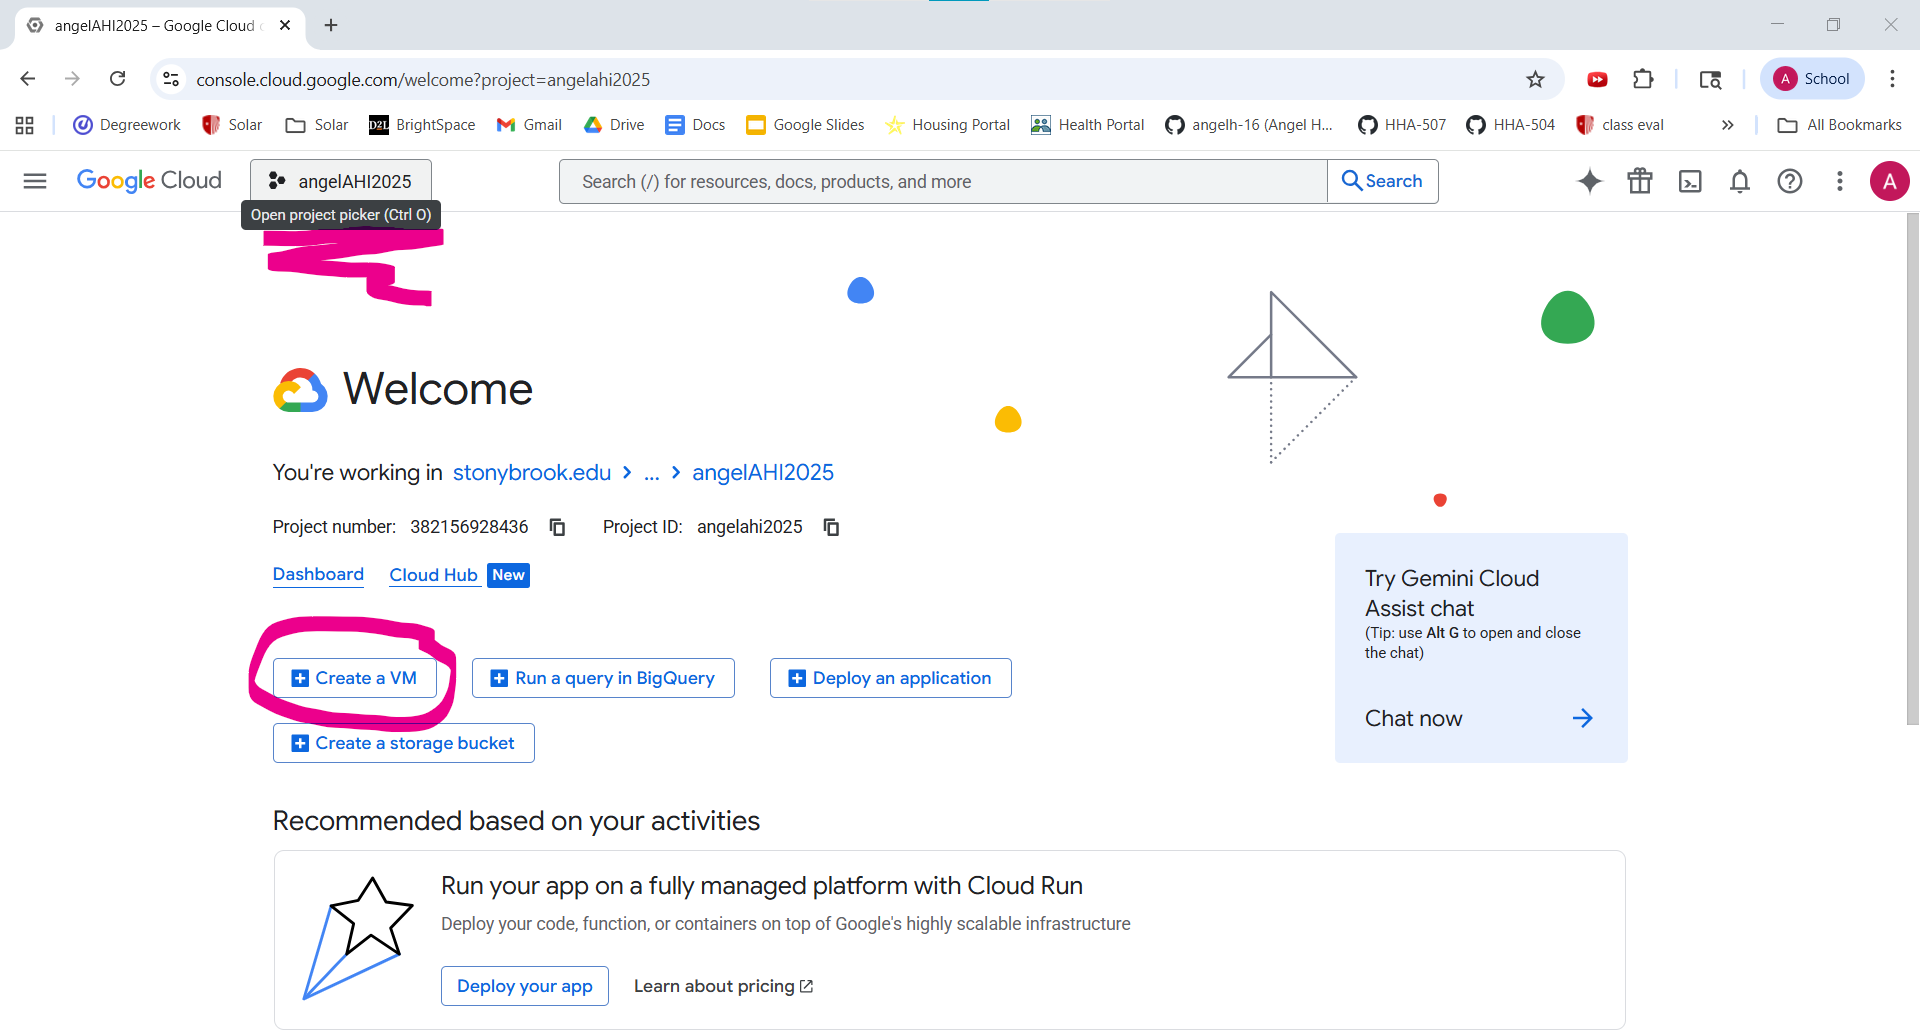 angelAHI2025 – Google Cloud c
console.cloud.google.com/welcome?project=angelahi2025
A School
Degreework Solar Solar D2L BrightSpace Gmail Drive Docs Google Slides Housing Portal Health Portal angelh-16 (Angel H... HHA-507 HHA-504 class eval » All Bookmarks
Google Cloud angelAHI2025 Search (/) for resources, docs, products, and more Search A
Open project picker (Ctrl O)
Welcome
You're working in stonybrook.edu > ... > angelAHI2025
Project number: 382156928436 Project ID: angelahi2025
Dashboard Cloud Hub New
Create a VM Run a query in BigQuery Deploy an application
Create a storage bucket
Try Gemini Cloud
Assist chat
(Tip: use Alt G to open and close
the chat)
Chat now
Recommended based on your activities
Run your app on a fully managed platform with Cloud Run
Deploy your code, function, or containers on top of Google's highly scalable infrastructure
Deploy your app Learn about pricing